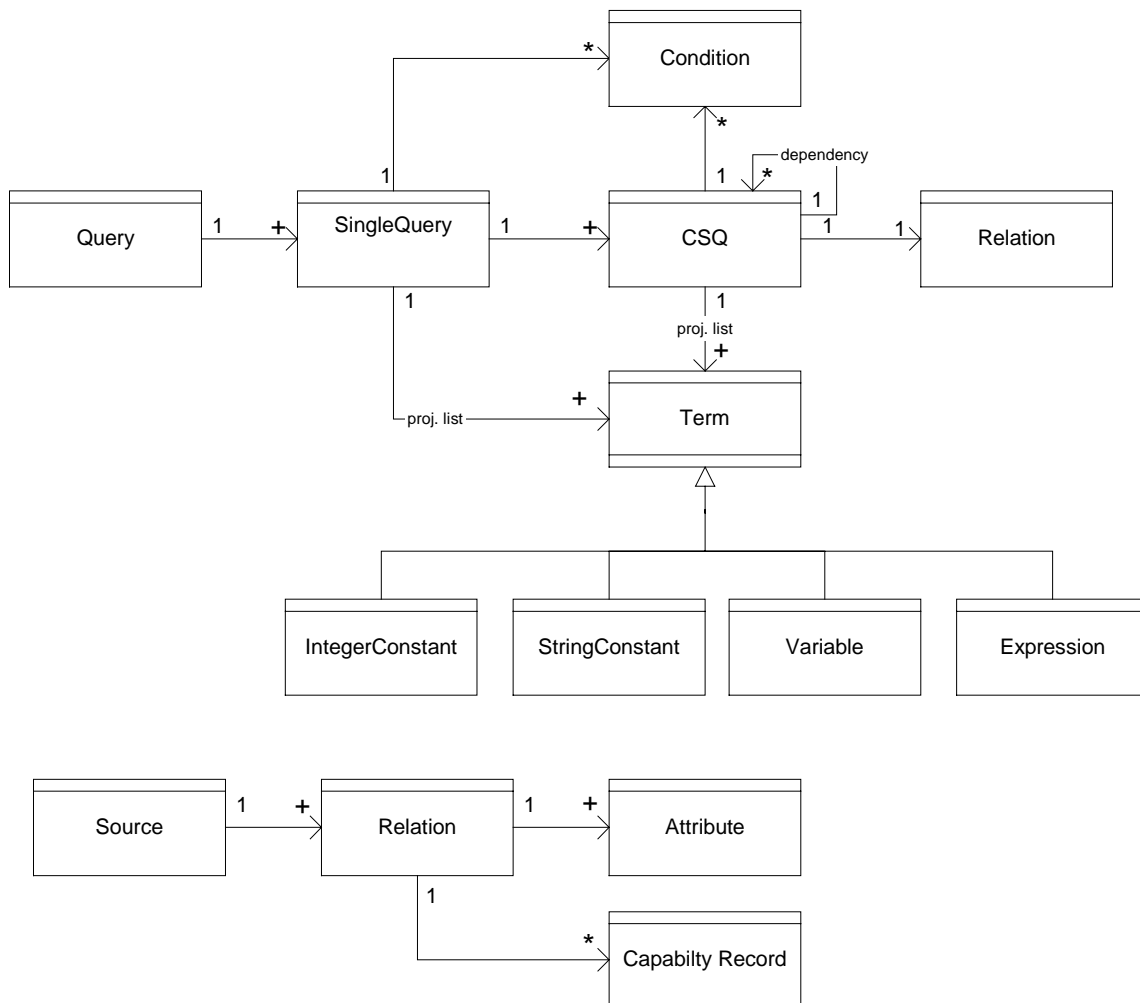 *
Condition
*
dependency
*
1
1
1
Query
1
+
SingleQuery
1
+
CSQ
1
1
Relation
1
1
proj. list
+
+
proj. list
Term
IntegerConstant
StringConstant
Variable
Expression
Source
1
+
Relation
1
+
Attribute
1
*
Capabilty Record